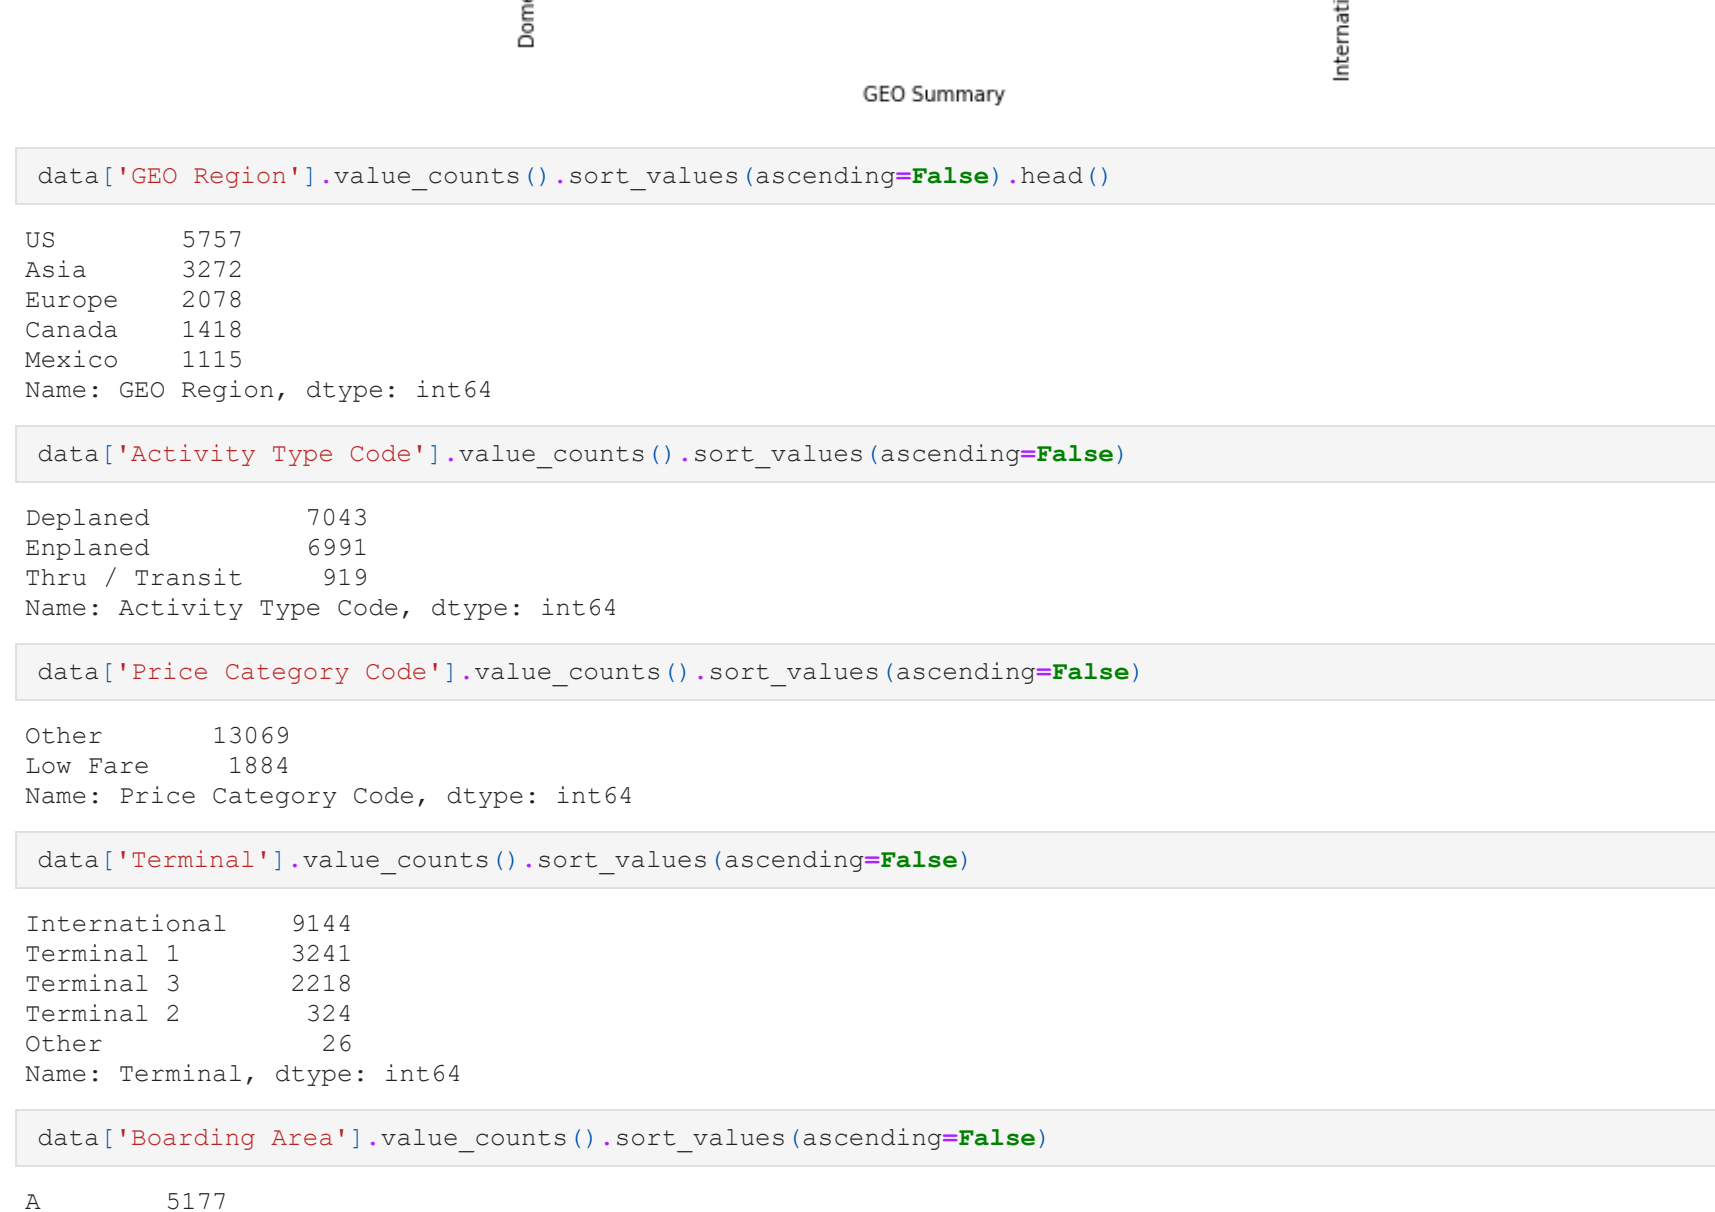 GEO Summary
data['GEO Region'].value_counts().sort_values(ascending=False).head()
US        5757
Asia      3272
Europe    2078
Canada    1418
Mexico    1115
Name: GEO Region, dtype: int64
data['Activity Type Code'].value_counts().sort_values(ascending=False)
Deplaned          7043
Enplaned          6991
Thru / Transit     919
Name: Activity Type Code, dtype: int64
data['Price Category Code'].value_counts().sort_values(ascending=False)
Other       13069
Low Fare     1884
Name: Price Category Code, dtype: int64
data['Terminal'].value_counts().sort_values(ascending=False)
International    9144
Terminal 1       3241
Terminal 3       2218
Terminal 2        324
Other              26
Name: Terminal, dtype: int64
data['Boarding Area'].value_counts().sort_values(ascending=False)
A        5177